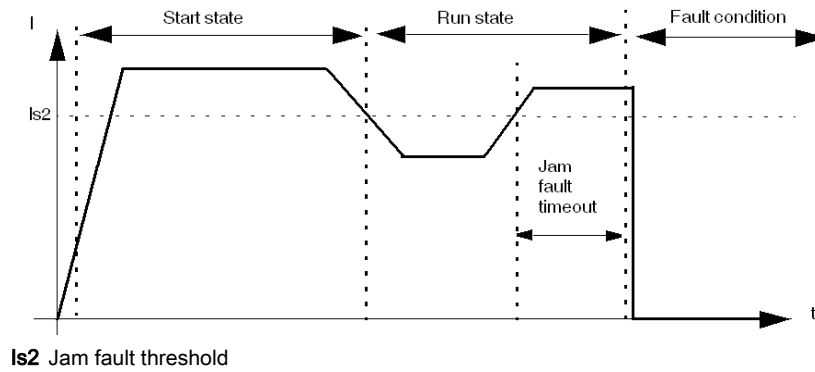 I
Start state
Run state
Fault condition
Is2
Jam
fault
timeout
t
Is2 Jam fault threshold